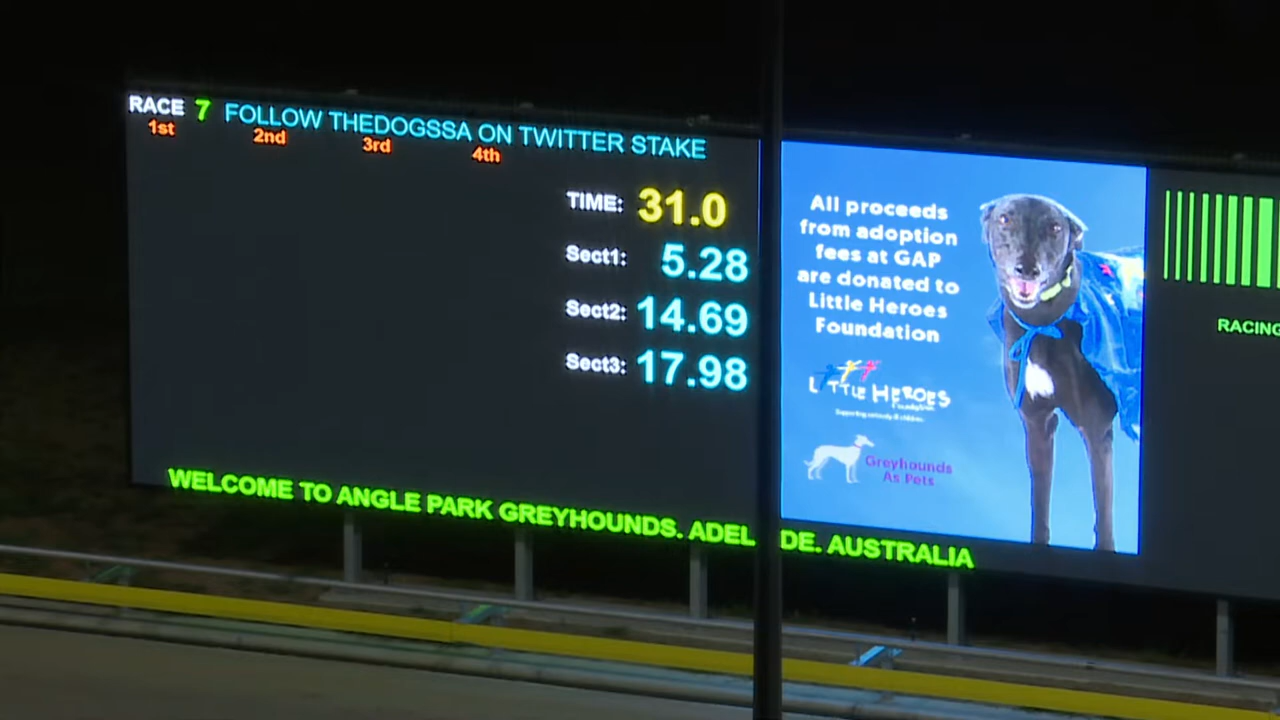 RACE 7 FOLLOW THEDOGSSA ON TWITTER STAKE
1st 2nd 3rd 4th
TIME: 31.0
Sect1: 5.28
Sect2: 14.69
Sect3: 17.98
WELCOME TO ANGLE PARK GREYHOUNDS. ADEL DE. AUSTRALIA
All proceeds
from adoption
fees at GAP
are donated to
Little Heroes
Foundation
LITTLE HEROES
Foundation
Greyhounds
As Pets
RACING